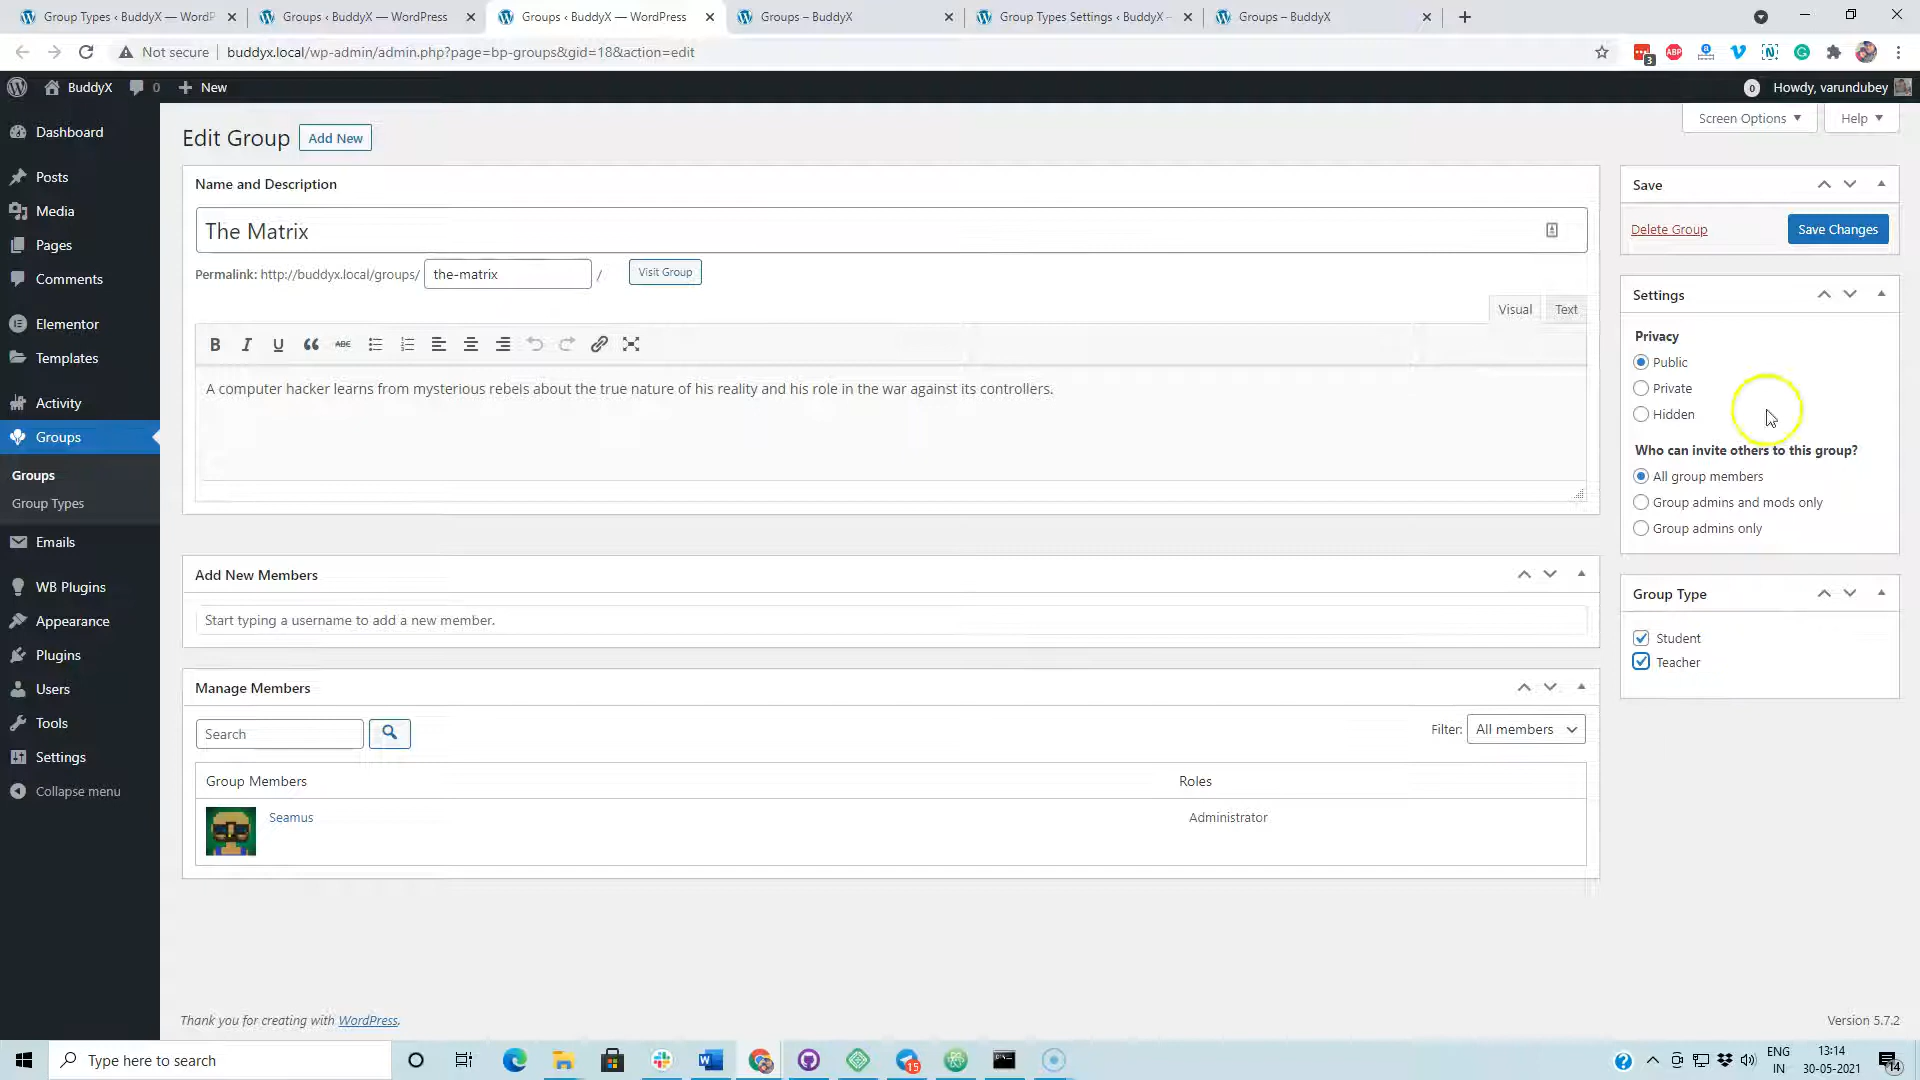 Group Types ‹ BuddyX — WordP
Groups ‹ BuddyX — WordPress
Groups ‹ BuddyX — WordPress
Groups – BuddyX
Group Types Settings ‹ BuddyX –
Groups – BuddyX
Not secure
buddyx.local/wp-admin/admin.php?page=bp-groups&gid=18&action=edit
3
ABP
BuddyX
0
New
0
Howdy, varundubey
Dashboard
Posts
Media
Pages
Comments
Elementor
Templates
Activity
Groups
Groups
Group Types
Emails
WB Plugins
Appearance
Plugins
Users
Tools
Settings
Collapse menu
Screen Options
Help
Edit Group
Add New
Name and Description
The Matrix
Permalink: http://buddyx.local/groups/
the-matrix
/
Visit Group
Visual
Text
B I U ABC
A computer hacker learns from mysterious rebels about the true nature of his reality and his role in the war against its controllers.
Add New Members
Start typing a username to add a new member.
Manage Members
Search
Filter:
All members
Group Members
Roles
Seamus
Administrator
Save
Delete Group
Save Changes
Settings
Privacy
Public
Private
Hidden
Who can invite others to this group?
All group members
Group admins and mods only
Group admins only
Group Type
Student
Teacher
Thank you for creating with WordPress.
Version 5.7.2
Type here to search
15
ENG
IN
13:14
30-05-2021
14